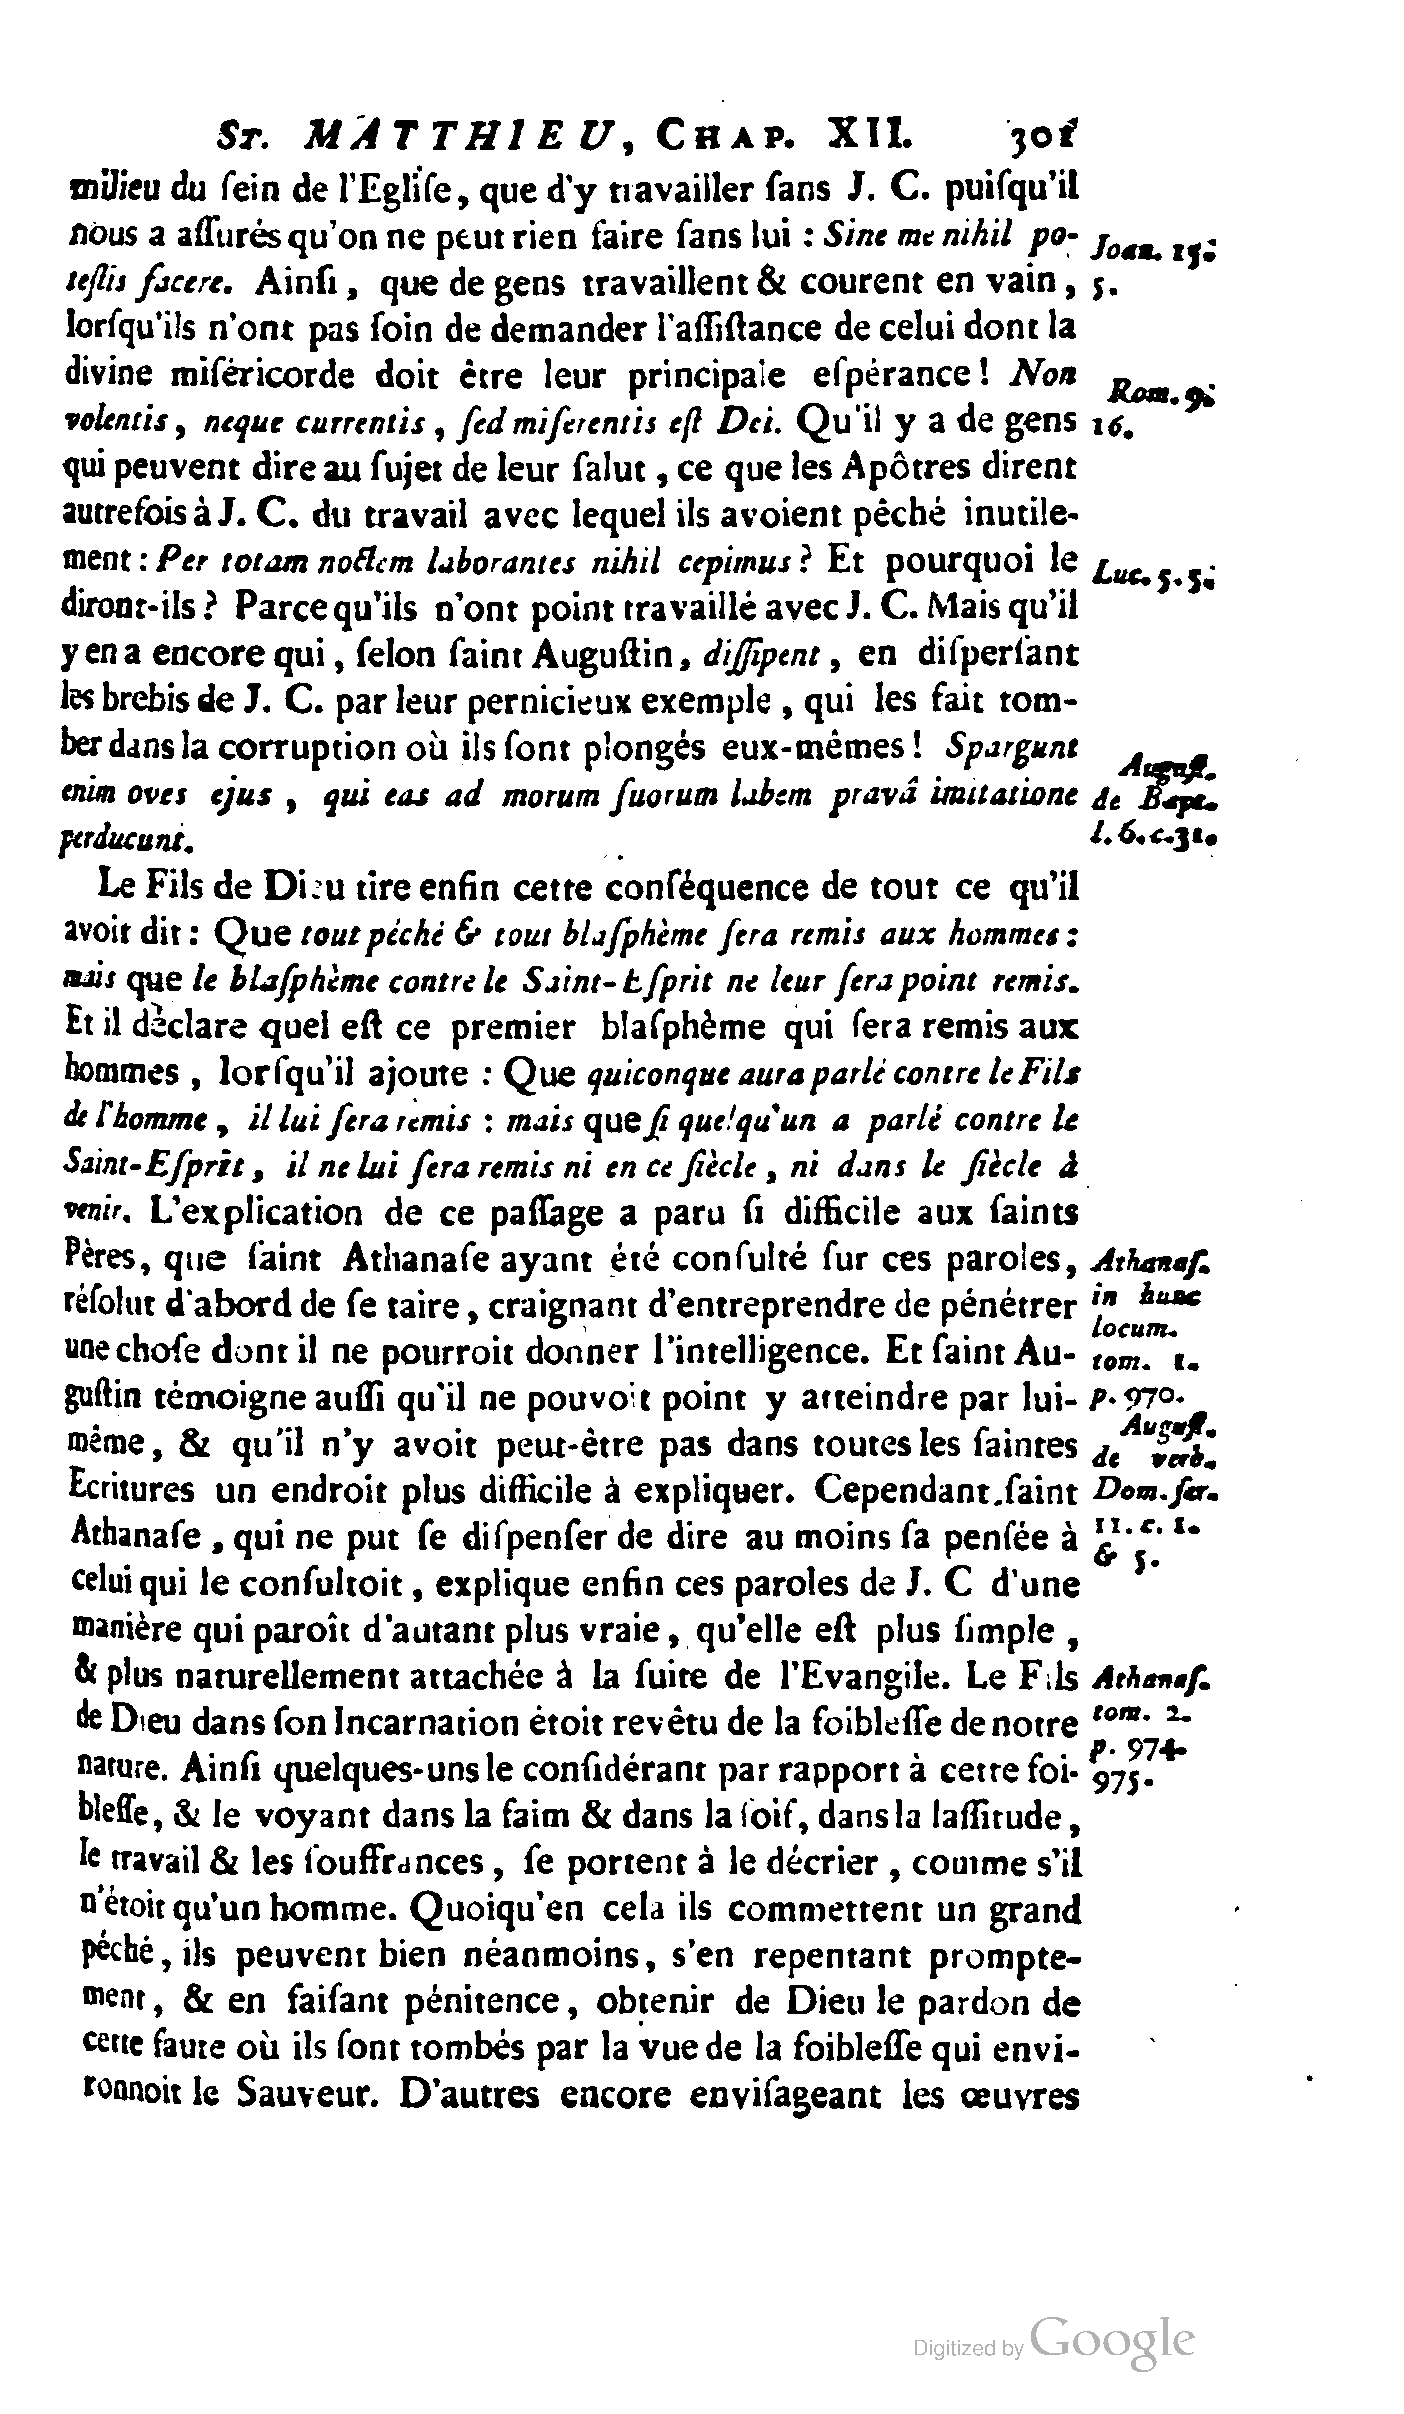 St. MATTHIEU, CHAP. XII. 301
milieu du ſein de l'Egliſe, que d'y travailler ſans J. C. puiſqu'il
nous a aſſurés qu'on ne peut rien faire ſans lui : Sine me nihil po-
teſtis facere. Ainſi, que de gens travaillent & courent en vain,
lorſqu'ils n'ont pas ſoin de demander l'aſſiſtance de celui dont la
divine miſéricorde doit être leur principale eſpérance ! Non
volentis, neque currentis, ſed miſerentis eſt Dei. Qu'il y a de gens
qui peuvent dire au ſujet de leur ſalut, ce que les Apôtres dirent
autrefois à J. C. du travail avec lequel ils avoient pêché inutile-
ment : Per totam noctem laborantes nihil cepimus ? Et pourquoi le
diront-ils ? Parce qu'ils n'ont point travaillé avec J. C. Mais qu'il
y en a encore qui, ſelon ſaint Auguſtin, diſſipent, en diſperſant
les brebis de J. C. par leur pernicieux exemple, qui les fait tom-
ber dans la corruption où ils ſont plongés eux-mêmes ! Spargunt
enim oves ejus, qui eas ad morum ſuorum labem pravâ imitatione
perducunt.
Le Fils de Dieu tire enfin cette conſéquence de tout ce qu'il
avoit dit : Que tout péché & tout blaſphème ſera remis aux hommes :
mais que le blaſphème contre le Saint-Eſprit ne leur ſera point remis.
Et il dèclare quel eſt ce premier blaſphème qui ſera remis aux
hommes, lorſqu'il ajoute : Que quiconque aura parlé contre le Fils
de l'homme, il lui ſera remis : mais que ſi quelqu'un a parlé contre le
Saint-Eſprit, il ne lui ſera remis ni en ce ſiècle, ni dans le ſiècle à
venir. L'explication de ce paſſage a paru ſi difficile aux ſaints
Pères, que ſaint Athanaſe ayant été conſulté ſur ces paroles,
réſolut d'abord de ſe taire, craignant d'entreprendre de pénétrer
une choſe dont il ne pourroit donner l'intelligence. Et ſaint Au-
guſtin témoigne auſſi qu'il ne pouvoit point y atteindre par lui-
même, & qu'il n'y avoit peut-être pas dans toutes les ſaintes
Ecritures un endroit plus difficile à expliquer. Cependant ſaint
Athanaſe, qui ne put ſe diſpenſer de dire au moins ſa penſée à
celui qui le conſultoit, explique enfin ces paroles de J. C d'une
manière qui paroît d'autant plus vraie, qu'elle eſt plus ſimple,
& plus naturellement attachée à la ſuite de l'Evangile. Le Fils
de Dieu dans ſon Incarnation étoit revêtu de la foibleſſe de notre
nature. Ainſi quelques-uns le conſidérant par rapport à cette foi-
bleſſe, & le voyant dans la faim & dans la ſoif, dans la laſſitude,
le travail & les ſouffrances, ſe portent à le décrier, comme s'il
n'étoit qu'un homme. Quoiqu'en cela ils commettent un grand
péché, ils peuvent bien néanmoins, s'en repentant prompte-
ment, & en faiſant pénitence, obtenir de Dieu le pardon de
cette faute où ils ſont tombés par la vue de la foibleſſe qui envi-
ronnoit le Sauveur. D'autres encore enviſageant les œuvres
Joan. 15.
5.
Rom. 9.
16.
Luc. 5. 5.
Auguſt.
de Bapt.
l. 6. c. 31.
Athanaſ.
in hunc
locum.
tom. 1.
p. 970.
Auguſt.
de verb.
Dom. ſer.
11. c. 1.
& 5.
Athanaſ.
tom. 2.
p. 974.
975.
Digitized by Google